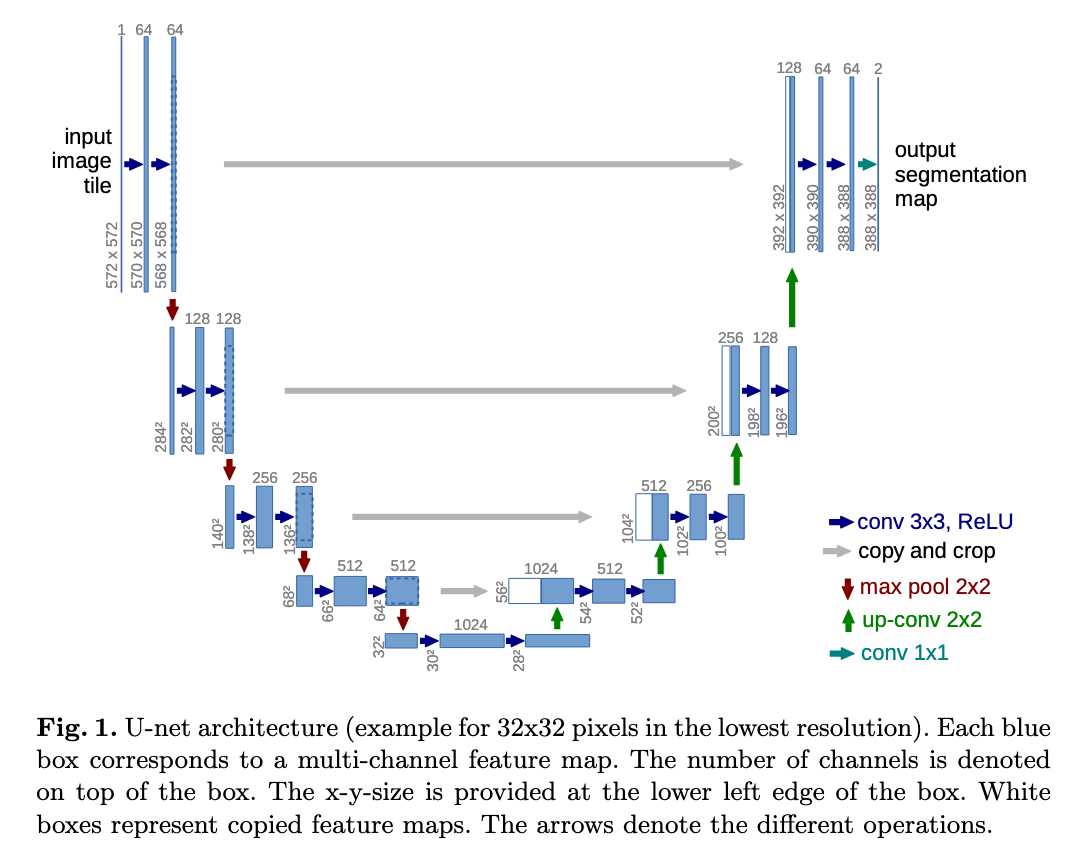 1 64 64
input
image
tile
572 x 572
570 x 570
568 x 568
128 64 64 2
output
segmentation
map
392 x 392
390 x 390
388 x 388
388 x 388
128 128
284²
282²
280²
256 128
200²
198²
196²
256 256
140²
138²
136²
512 256
104²
102²
100²
512 512
68²
66²
64²
1024 512
56²
54²
52²
1024
32²
30²
28²
conv 3x3, ReLU
copy and crop
max pool 2x2
up-conv 2x2
conv 1x1
Fig. 1. U-net architecture (example for 32x32 pixels in the lowest resolution). Each blue
box corresponds to a multi-channel feature map. The number of channels is denoted
on top of the box. The x-y-size is provided at the lower left edge of the box. White
boxes represent copied feature maps. The arrows denote the different operations.